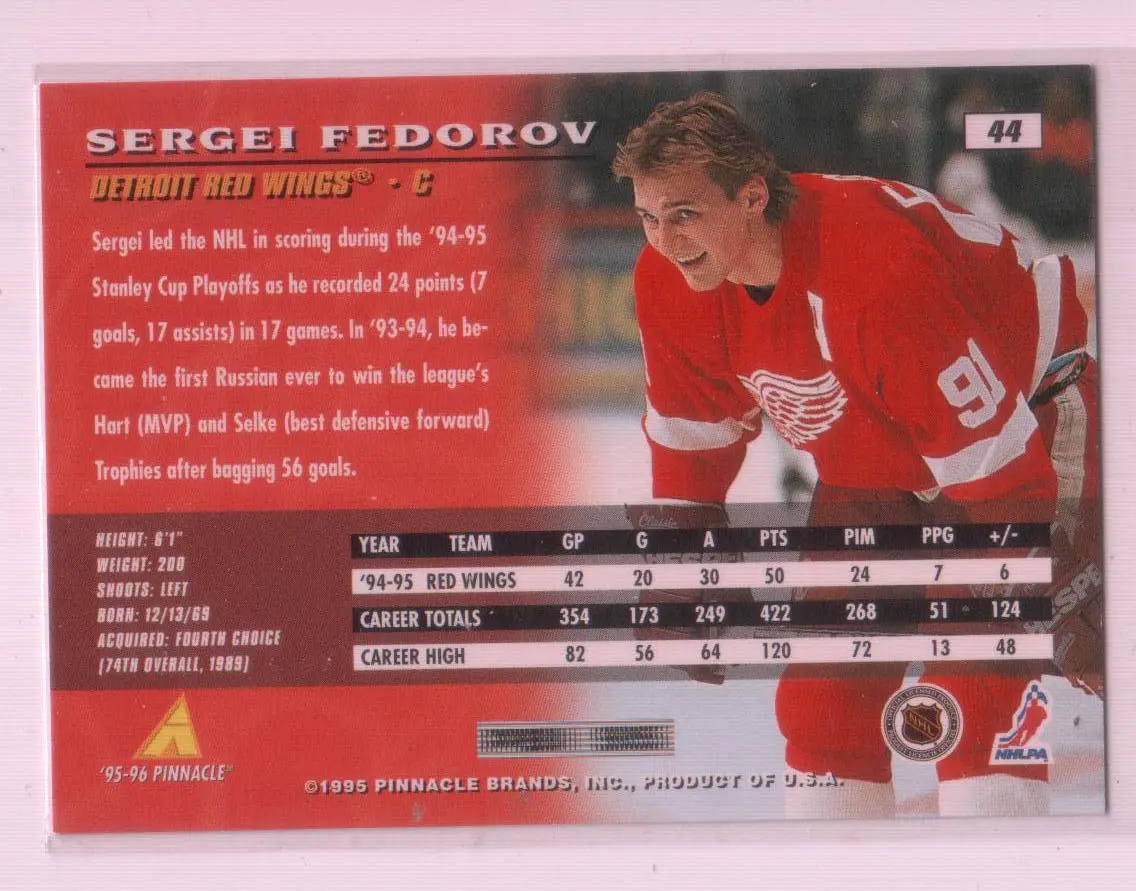 SERGEI FEDOROV
44
DETROIT RED WINGS® - C
Sergei led the NHL in scoring during the '94-95
Stanley Cup Playoffs as he recorded 24 points (7
goals, 17 assists) in 17 games. In '93-94, he be-
came the first Russian ever to win the league's
Hart (MVP) and Selke (best defensive forward)
Trophies after bagging 56 goals.
91
HEIGHT: 6'1"
WEIGHT: 200
SHOOTS: LEFT
BORN: 12/13/69
ACQUIRED: FOURTH CHOICE
(74TH OVERALL, 1989)
YEAR TEAM GP G A PTS PIM PPG +/-
'94-95 RED WINGS 42 20 30 50 24 7 6
CAREER TOTALS 354 173 249 422 268 51 124
CAREER HIGH 82 56 64 120 72 13 48
'95-96 PINNACLE™
NHL
NHLPA
©1995 PINNACLE BRANDS, INC., PRODUCT OF U.S.A.